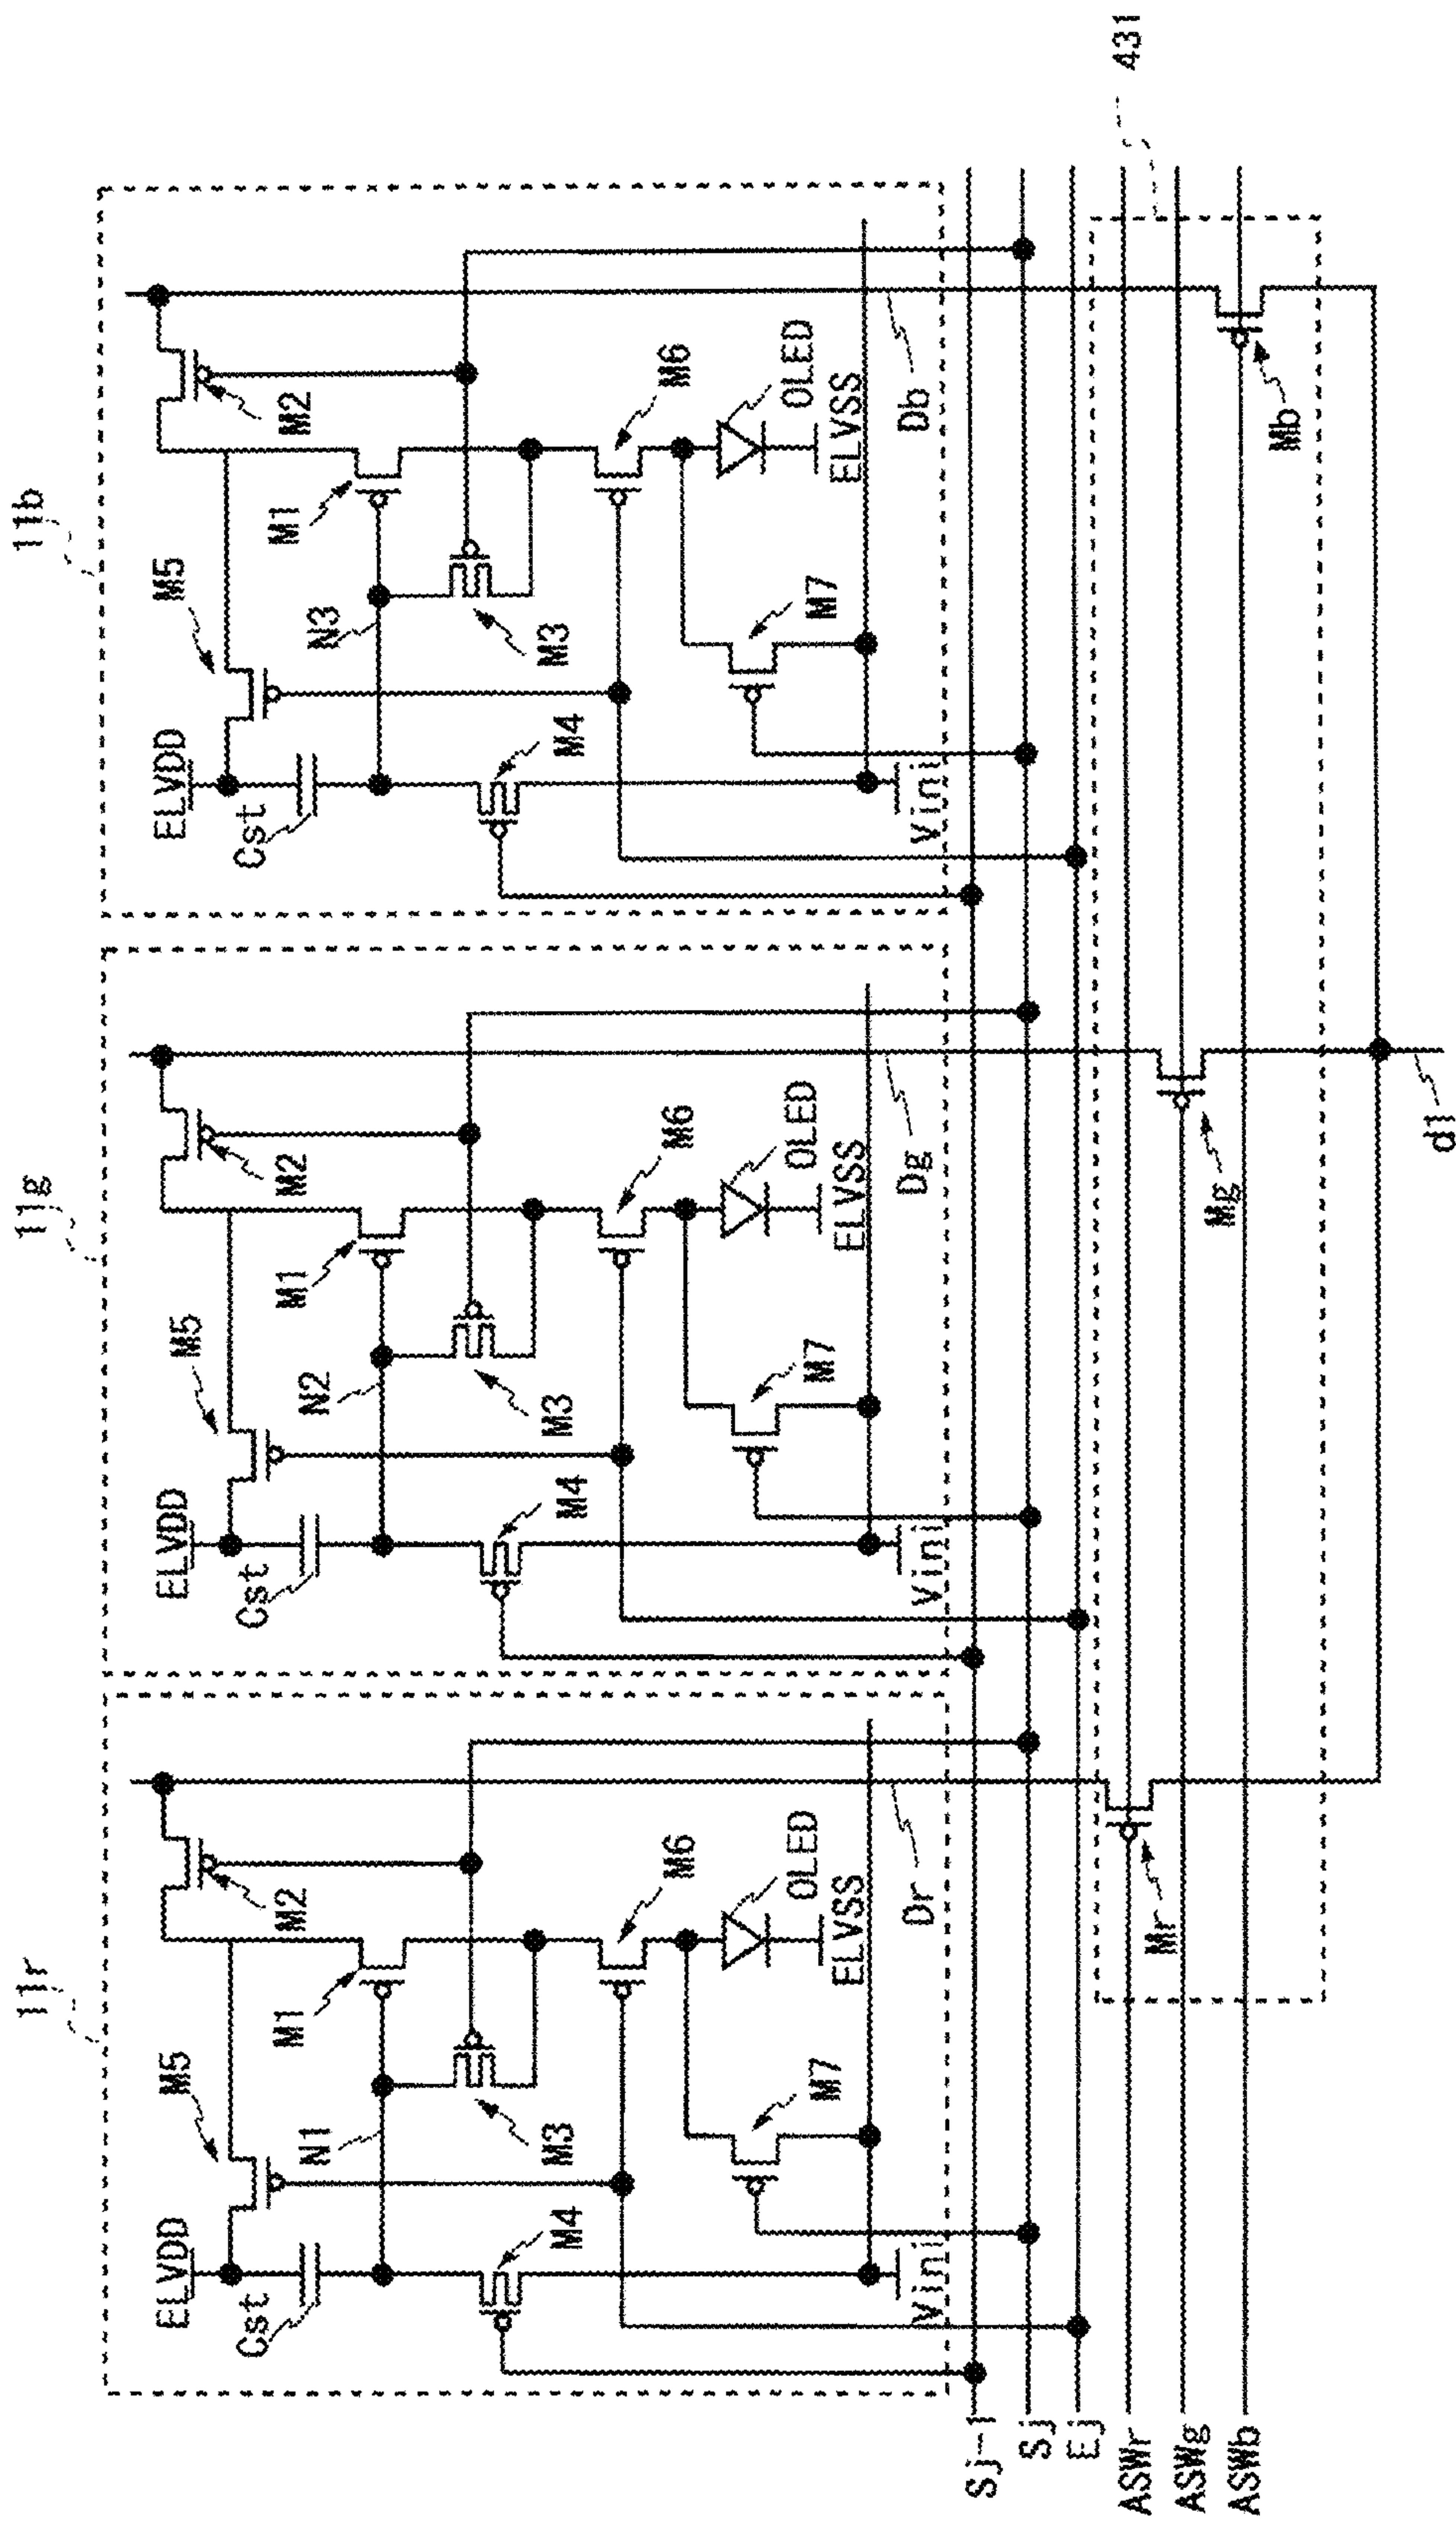 11r
11g
11b
ELVDD
M5
M2
Cst
M1
N1
M3
M4
M6
M7
OLED
ELVSS
Vini
Dr
ELVDD
M5
M2
Cst
M1
N2
M3
M4
M6
M7
OLED
ELVSS
Vini
Dg
ELVDD
M5
M2
Cst
M1
N3
M3
M4
M6
M7
OLED
ELVSS
Vini
Db
Sj-1
Sj
Ej
ASWr
ASWg
ASWb
Mr
Mg
Mb
431
d1